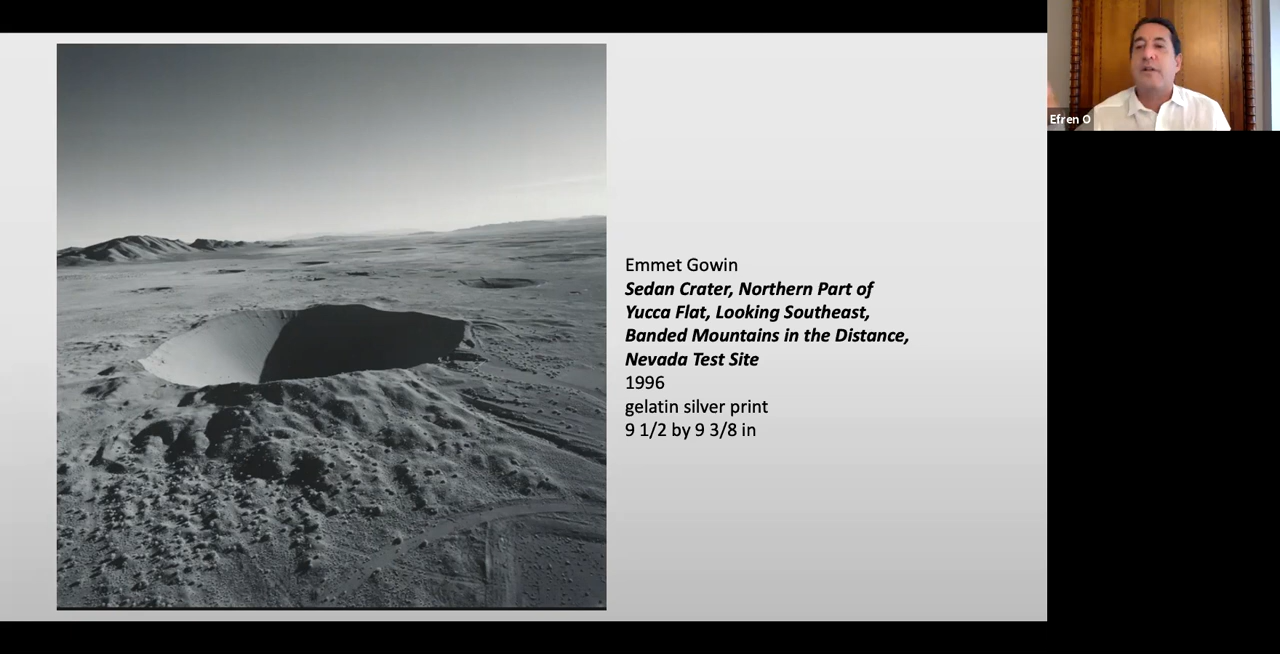 Emmet Gowin
Sedan Crater, Northern Part of
Yucca Flat, Looking Southeast,
Banded Mountains in the Distance,
Nevada Test Site
1996
gelatin silver print
9 1/2 by 9 3/8 in
Efren O